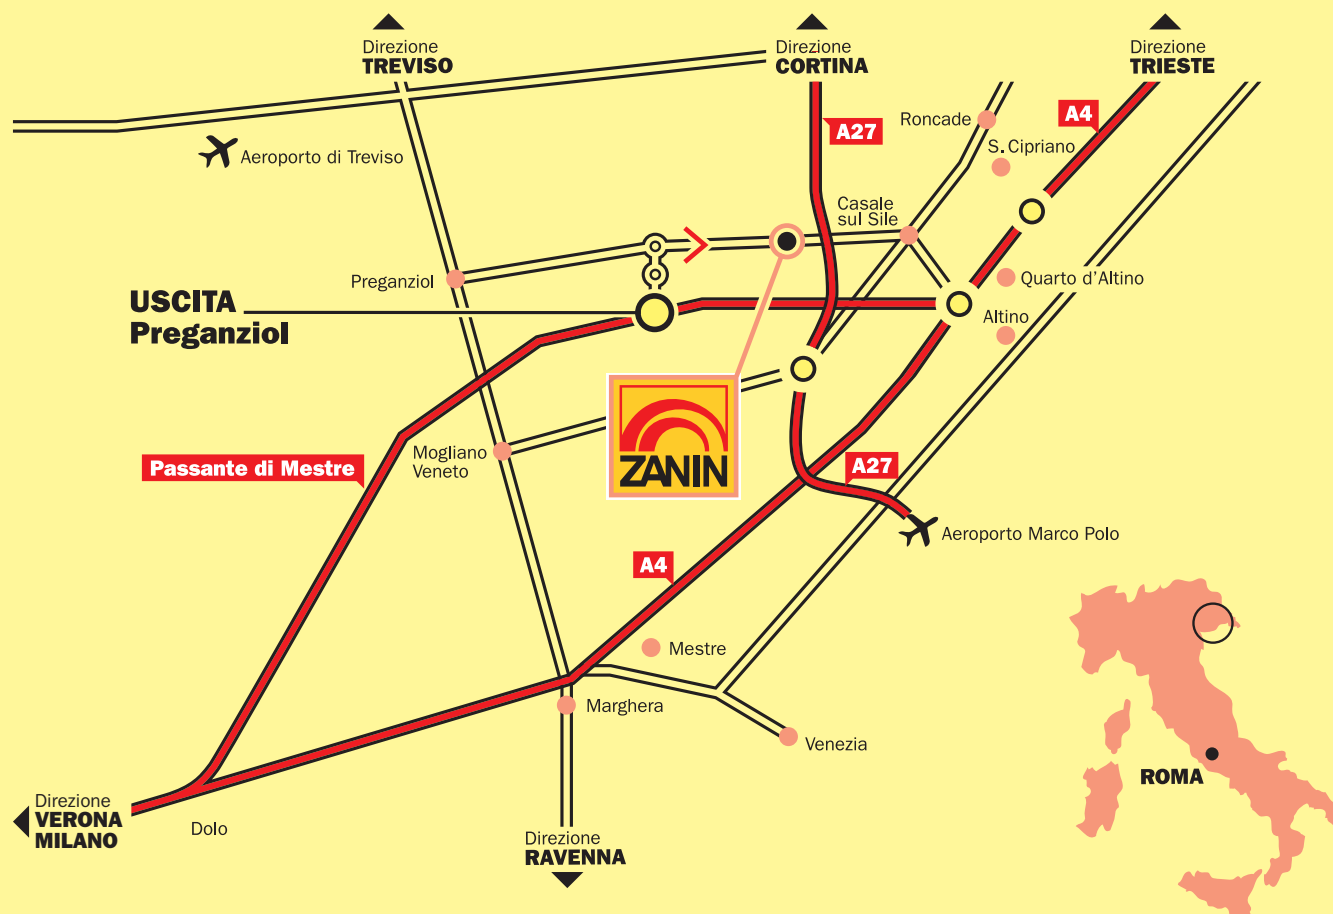 Direzione
TREVISO
Direzione
CORTINA
Direzione
TRIESTE
A4
A27
Roncade
S. Cipriano
Aeroporto di Treviso
Casale
sul Sile
Preganziol
Quarto d'Altino
USCITA
Preganziol
Altino
Mogliano
Veneto
Passante di Mestre
ZANIN
A27
Aeroporto Marco Polo
A4
Mestre
Marghera
Venezia
ROMA
Direzione
VERONA
MILANO
Dolo
Direzione
RAVENNA